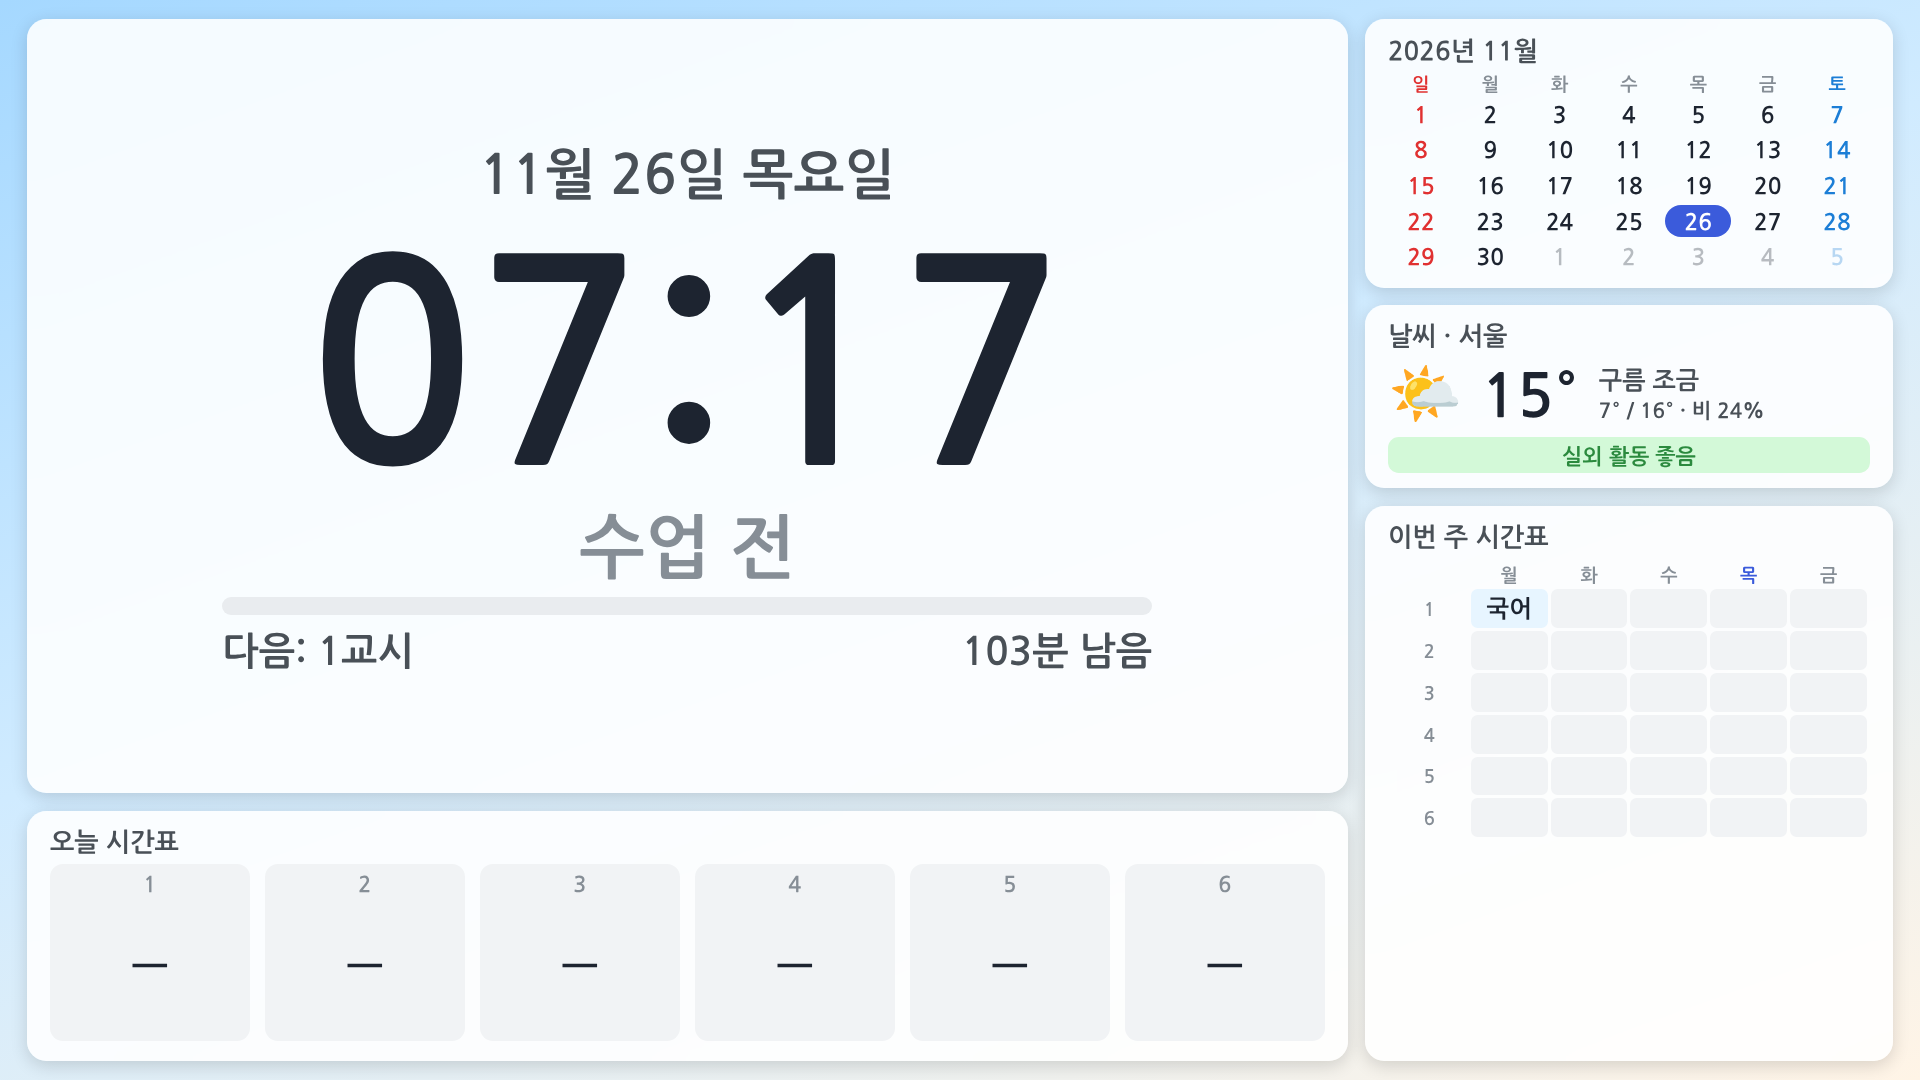 11월 26일 목요일
07:17
수업 전
다음: 1교시 103분 남음
오늘 시간표
1 2 3 4 5 6
— — — — — —
2026년 11월
일 월 화 수 목 금 토
1 2 3 4 5 6 7
8 9 10 11 12 13 14
15 16 17 18 19 20 21
22 23 24 25 26 27 28
29 30 1 2 3 4 5
날씨 · 서울
15°
구름 조금
7° / 16° · 비 24%
실외 활동 좋음
이번 주 시간표
월 화 수 목 금
1 국어
2
3
4
5
6